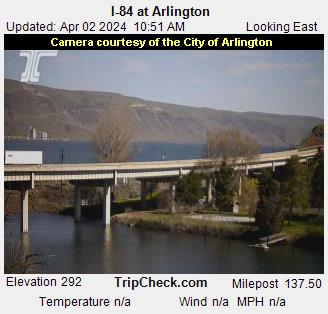 I-84 at Arlington
Updated: Apr 02 2024 10:51 AM Looking East
Camera courtesy of the City of Arlington
Elevation 292 TripCheck.com Milepost 137.50
Temperature n/a Wind n/a MPH n/a